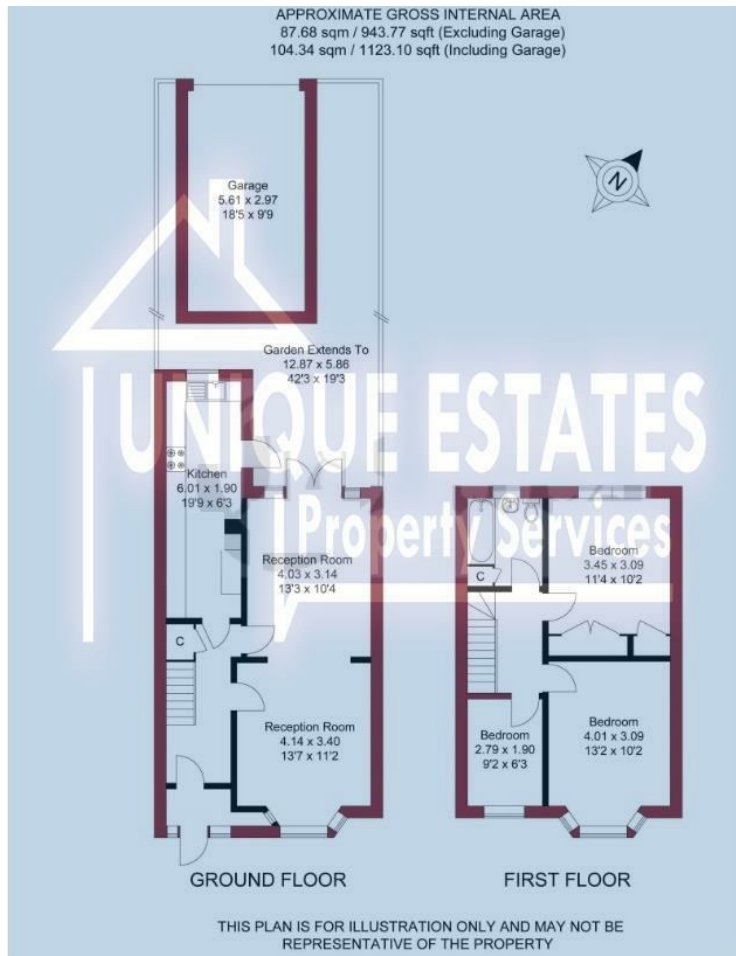 APPROXIMATE GROSS INTERNAL AREA
87.68 sqm / 943.77 sqft (Excluding Garage)
104.34 sqm / 1123.10 sqft (Including Garage)
N
Garage
5.61 x 2.97
18'5 x 9'9
Garden Extends To
12.87 x 5.86
42'3 x 19'3
UNIQUE ESTATES
Property Services
Kitchen
6.01 x 1.90
19'9 x 6'3
Reception Room
4.03 x 3.14
13'3 x 10'4
C
Reception Room
4.14 x 3.40
13'7 x 11'2
C
Bedroom
3.45 x 3.09
11'4 x 10'2
Bedroom
2.79 x 1.90
9'2 x 6'3
Bedroom
4.01 x 3.09
13'2 x 10'2
GROUND FLOOR
FIRST FLOOR
THIS PLAN IS FOR ILLUSTRATION ONLY AND MAY NOT BE
REPRESENTATIVE OF THE PROPERTY